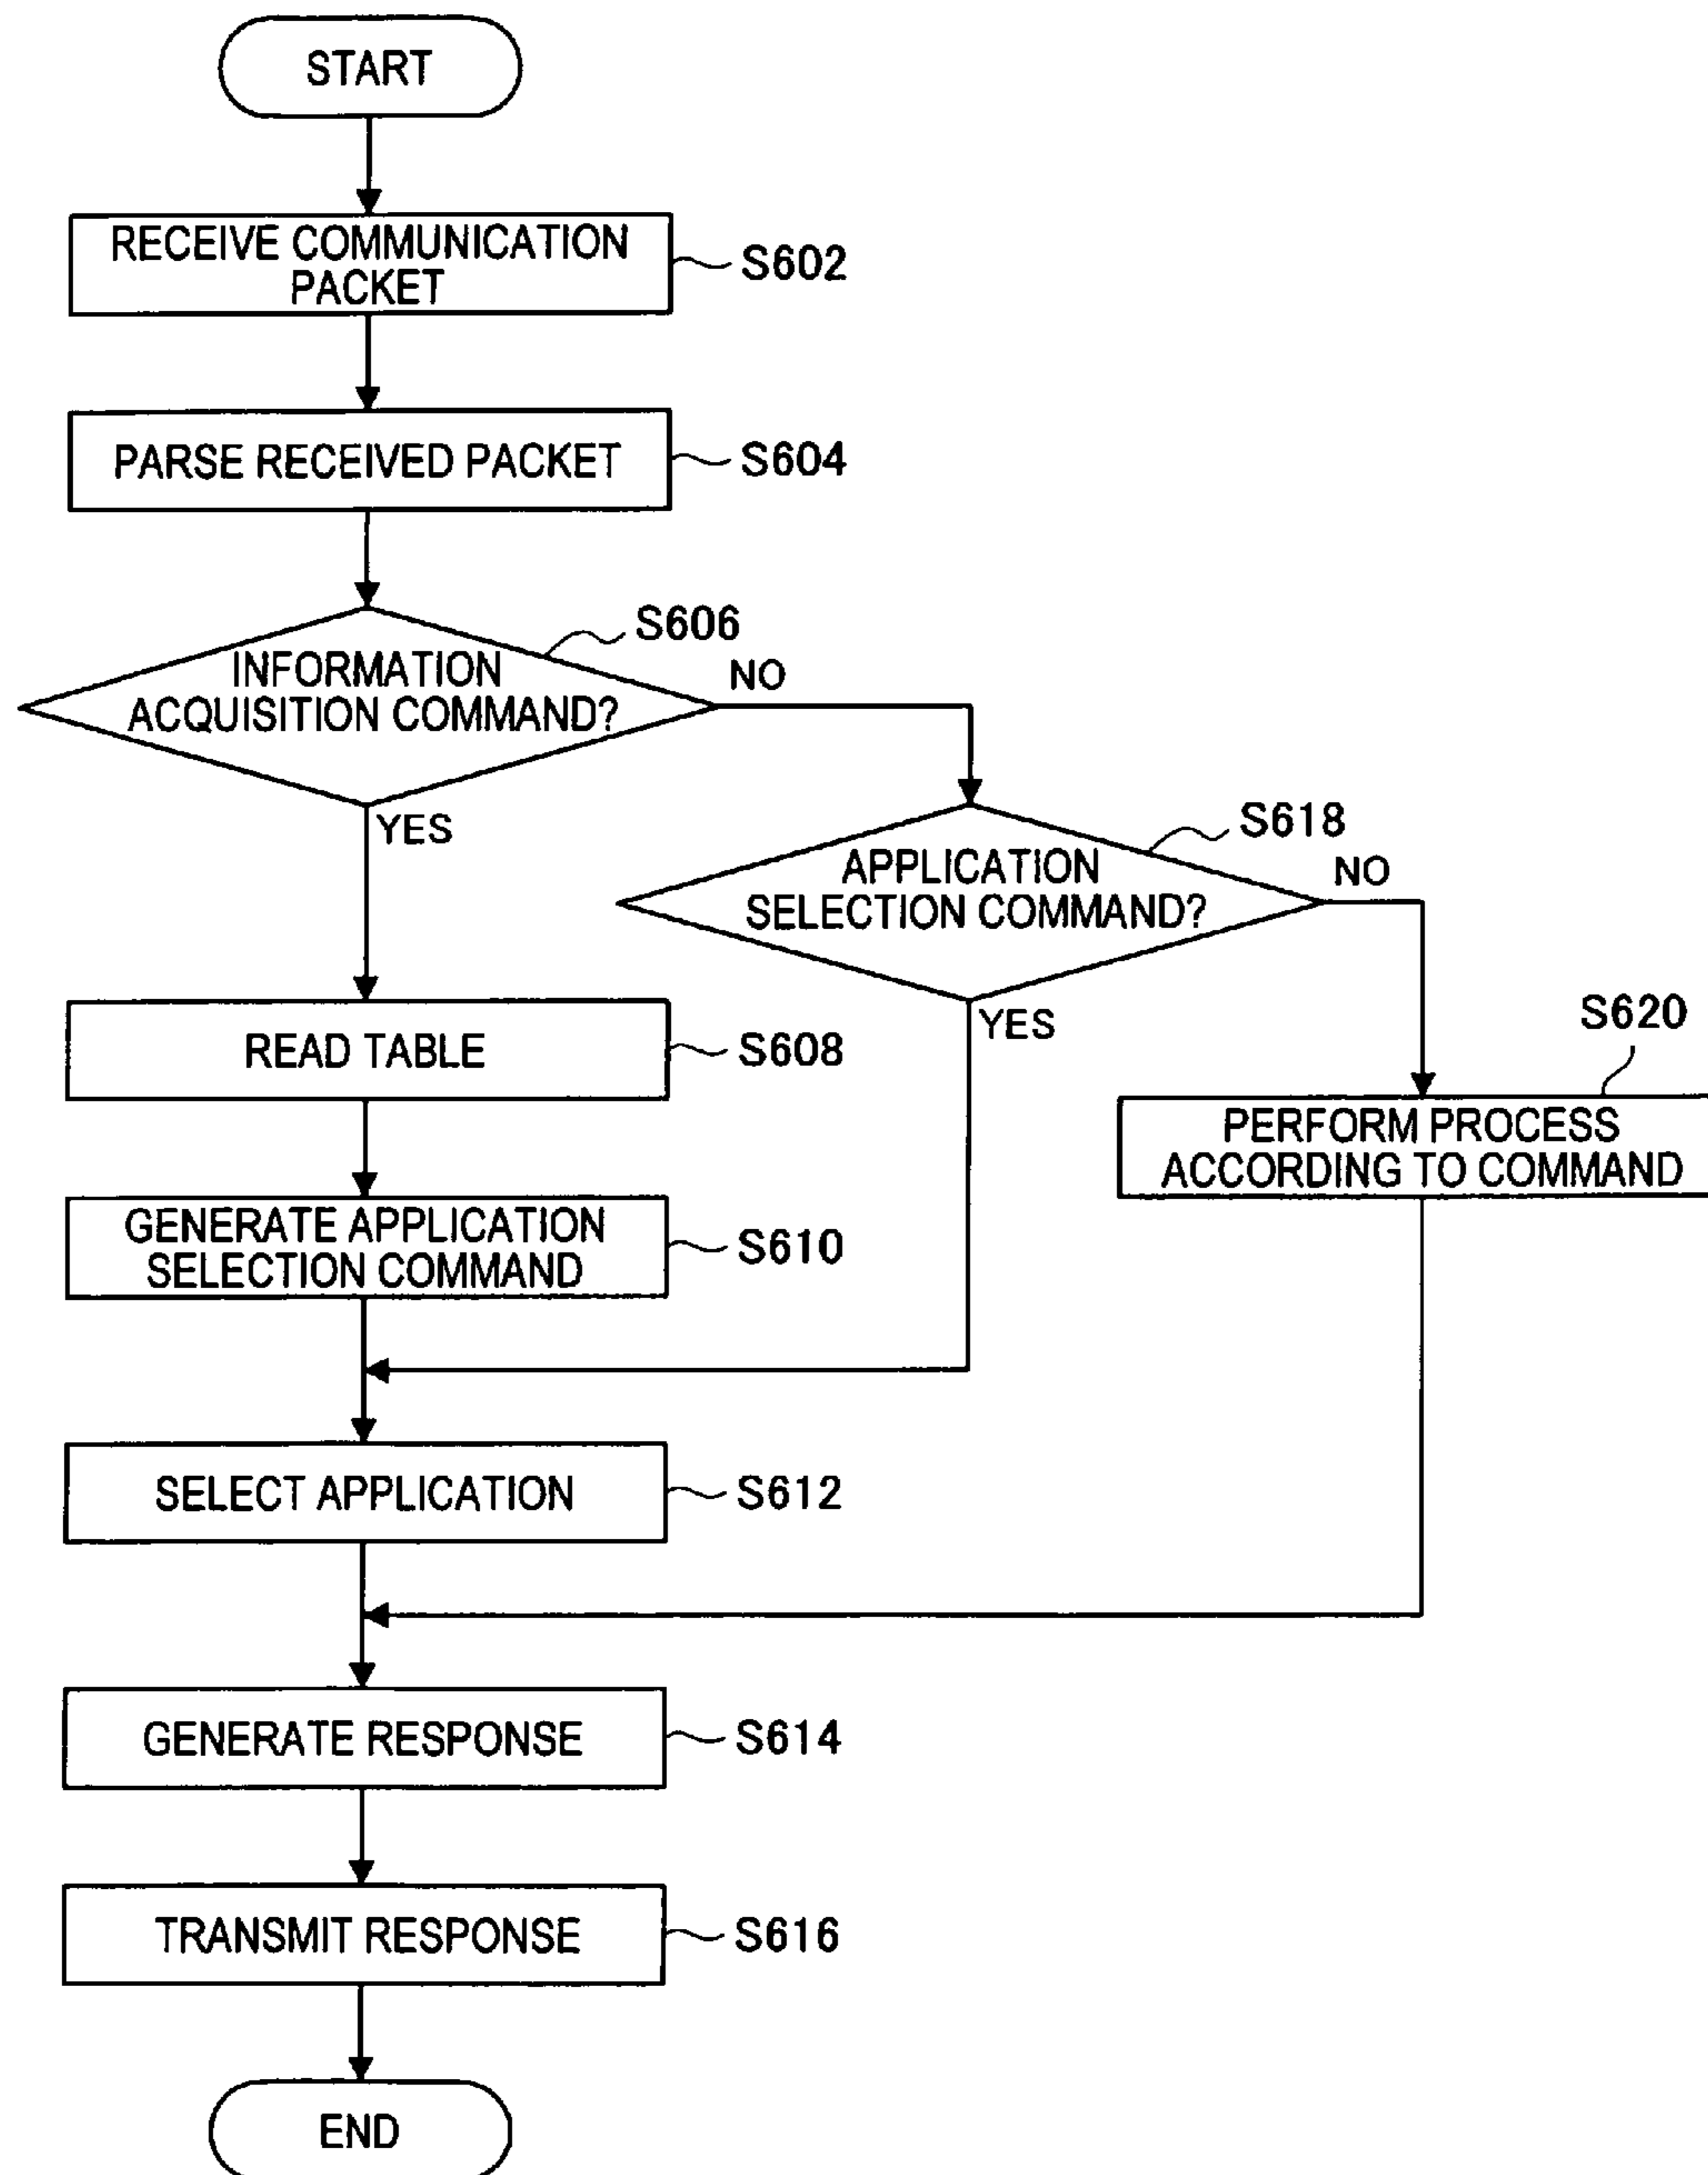 START
RECEIVE COMMUNICATION
PACKET
S602
PARSE RECEIVED PACKET
S604
S606
INFORMATION
ACQUISITION COMMAND?
NO
YES
S618
APPLICATION
SELECTION COMMAND?
NO
YES
READ TABLE
S608
S620
PERFORM PROCESS
ACCORDING TO COMMAND
GENERATE APPLICATION
SELECTION COMMAND
S610
SELECT APPLICATION
S612
GENERATE RESPONSE
S614
TRANSMIT RESPONSE
S616
END